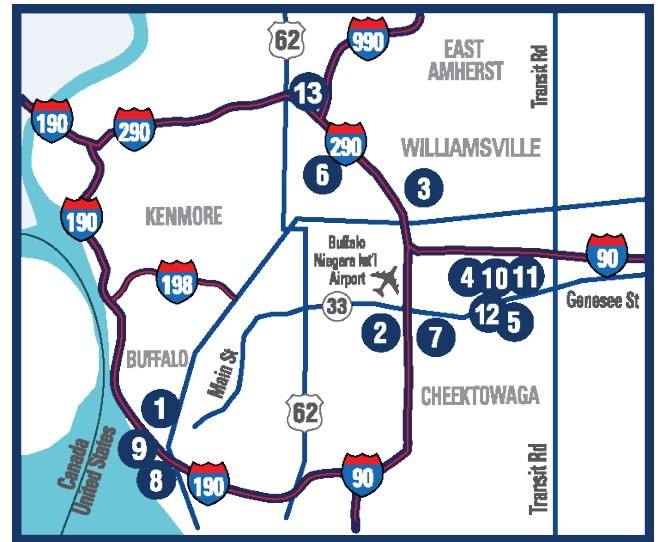 62
990
EAST
AMHERST
Transit Rd
13
190
290
290
WILLIAMSVILLE
6
3
190
KENMORE
Buffalo
Niagara Int'l
Airport
90
198
4
10
11
33
Genesee St
12
5
2
7
BUFFALO
Main St
CHEEKTOWAGA
1
62
9
8
190
90
Canada
United States
Transit Rd